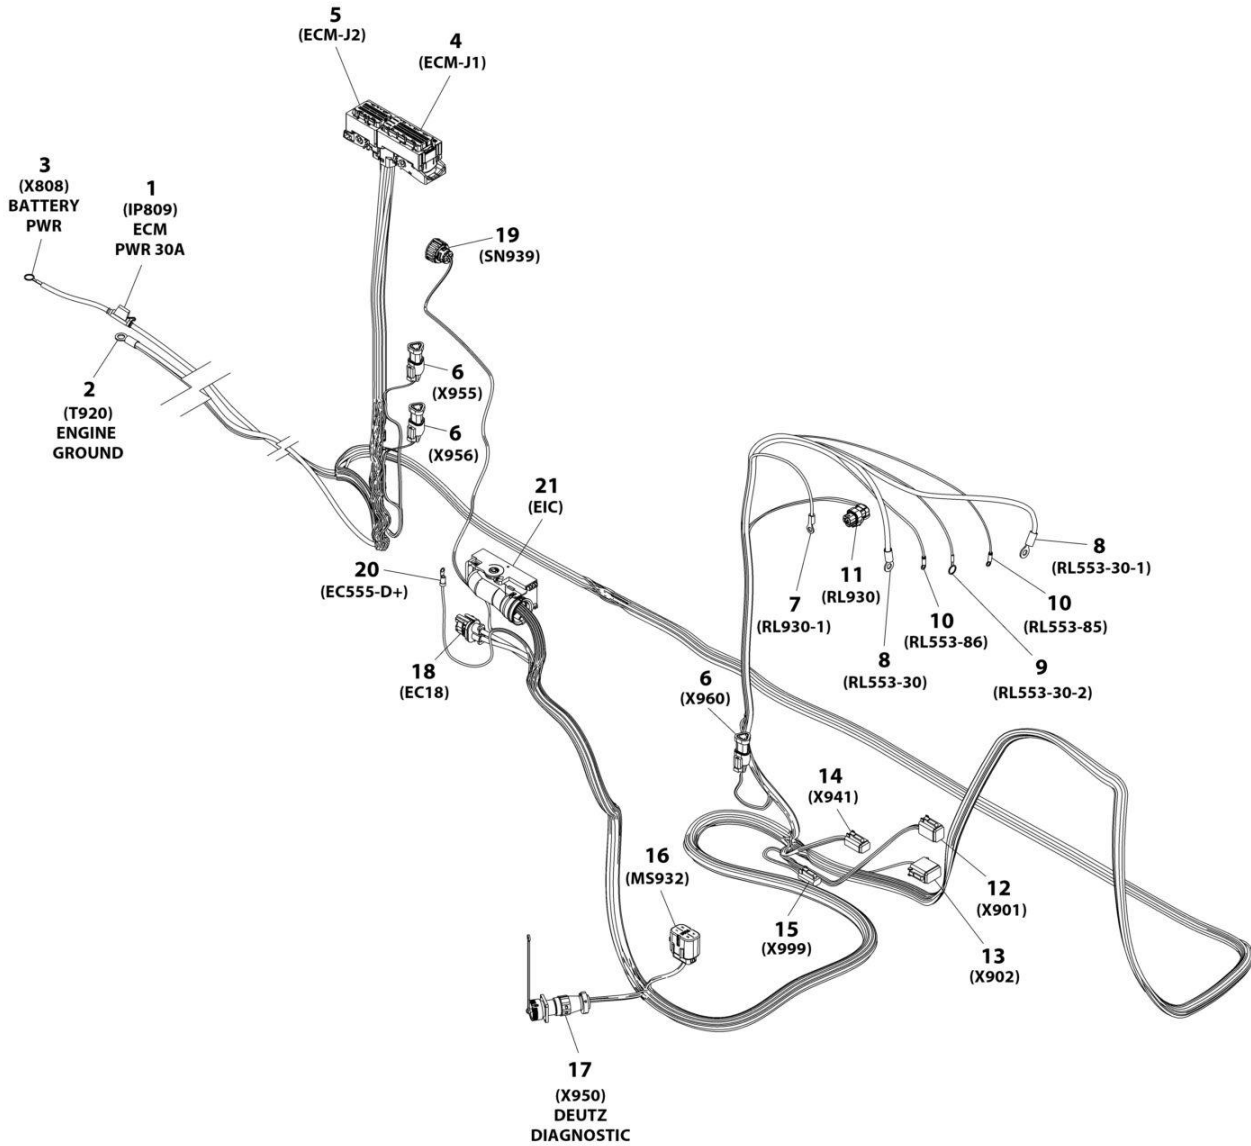 5
(ECM-J2)
4
(ECM-J1)
3
(X808)
BATTERY
PWR
1
(IP809)
ECM
PWR 30A
19
(SN939)
2
(T920)
ENGINE
GROUND
6
(X955)
6
(X956)
21
(EIC)
20
(EC555-D+)
18
(EC18)
7
(RL930-1)
11
(RL930)
8
(RL553-30)
10
(RL553-86)
9
(RL553-30-2)
10
(RL553-85)
8
(RL553-30-1)
6
(X960)
14
(X941)
12
(X901)
13
(X902)
15
(X999)
16
(MS932)
17
(X950)
DEUTZ
DIAGNOSTIC